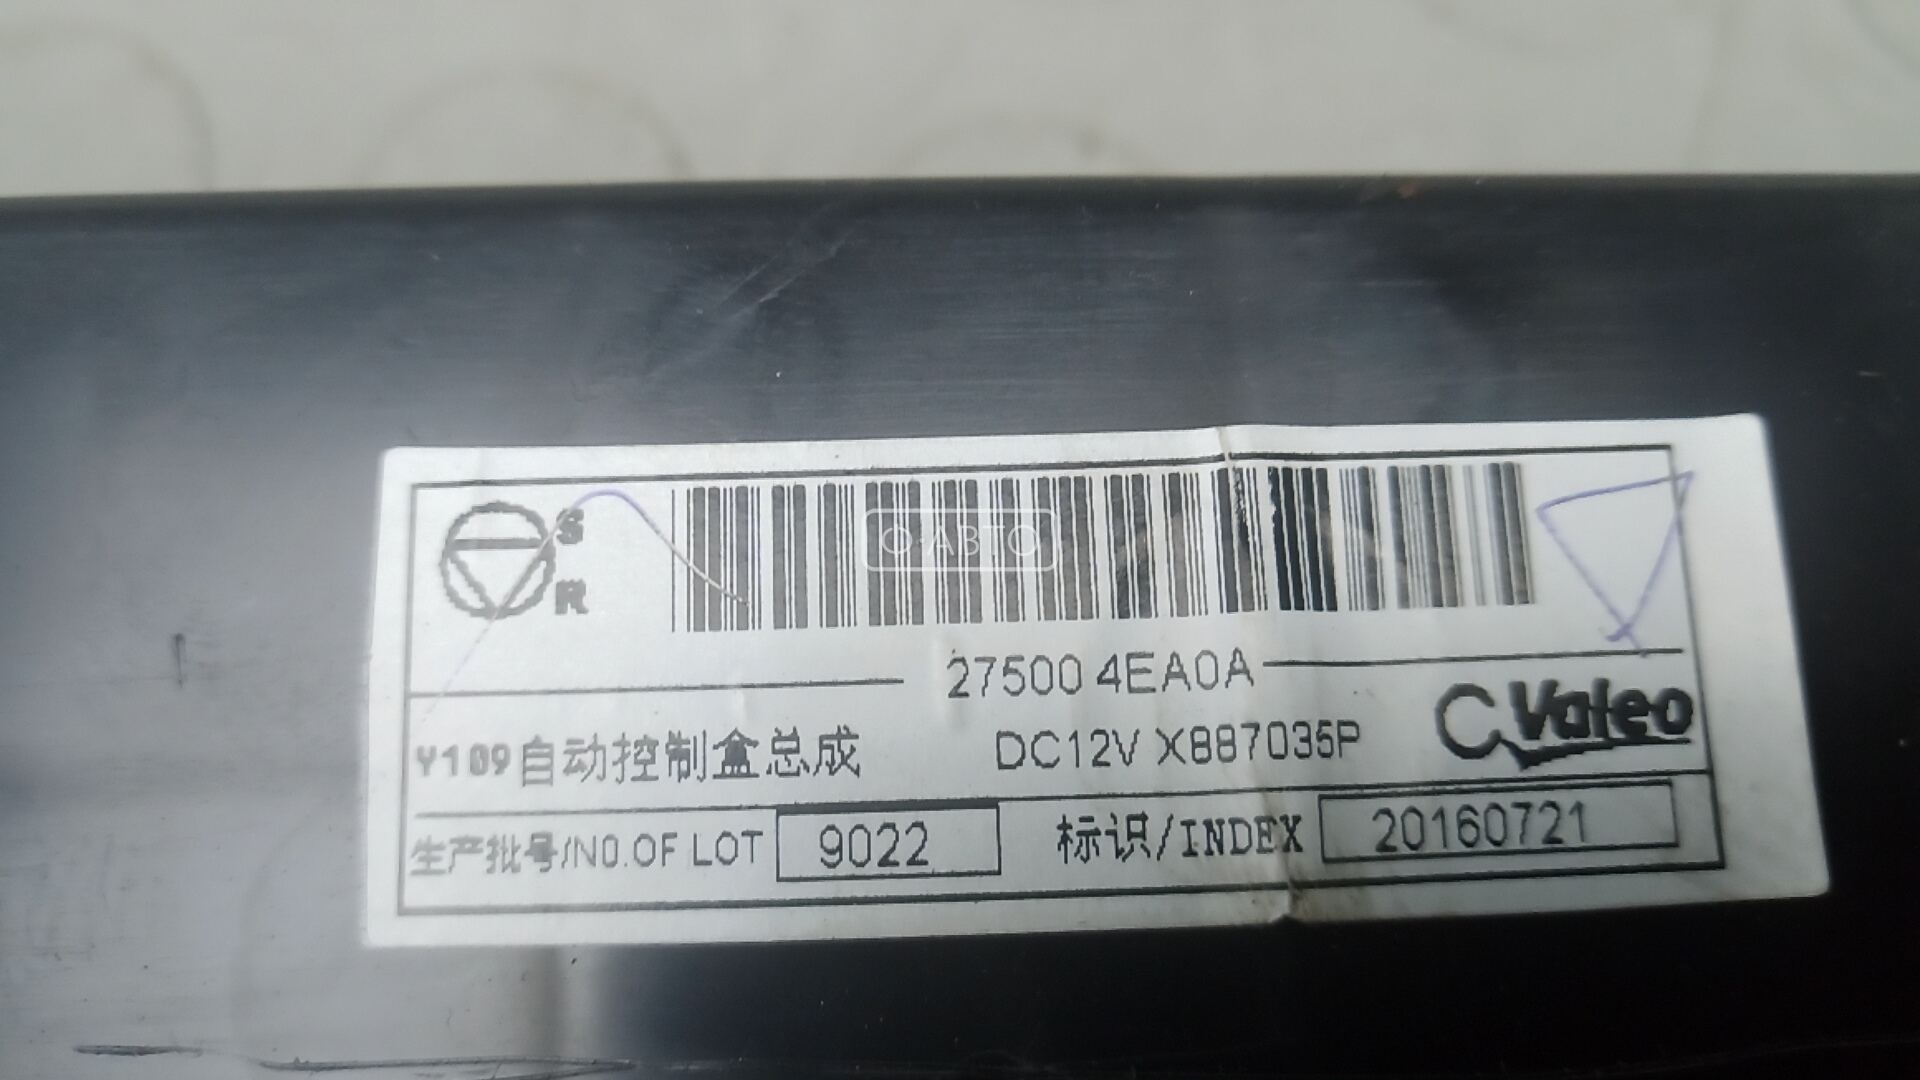 S
R
O·ABTO
27500 4EA0A
Y109自动控制盒总成 DC12V X887035P Valeo
生产批号/NO.OF LOT 9022 标识/INDEX 20160721